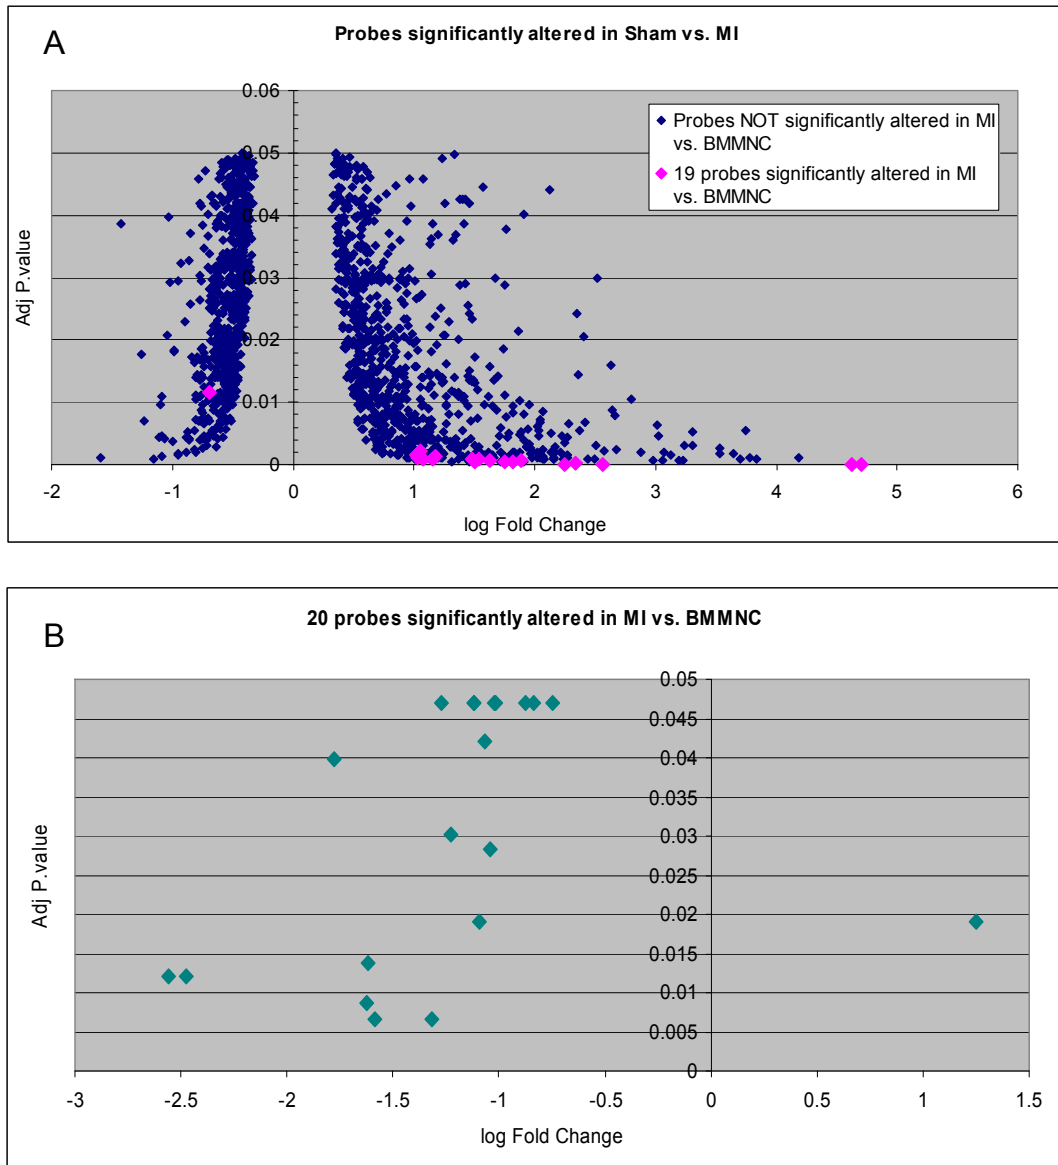 A
Probes significantly altered in Sham vs. MI
0.06
Probes NOT significantly altered in MI
vs. BMMNC
19 probes significantly altered in MI
vs. BMMNC
0.05
0.04
0.03
0.02
0.01
0
Adj P.value
-2 -1 0 1 2 3 4 5 6
log Fold Change
B
20 probes significantly altered in MI vs. BMMNC
0.05
0.045
0.04
0.035
0.03
0.025
0.02
0.015
0.01
0.005
0
Adj P.value
-3 -2.5 -2 -1.5 -1 -0.5 0 0.5 1 1.5
log Fold Change